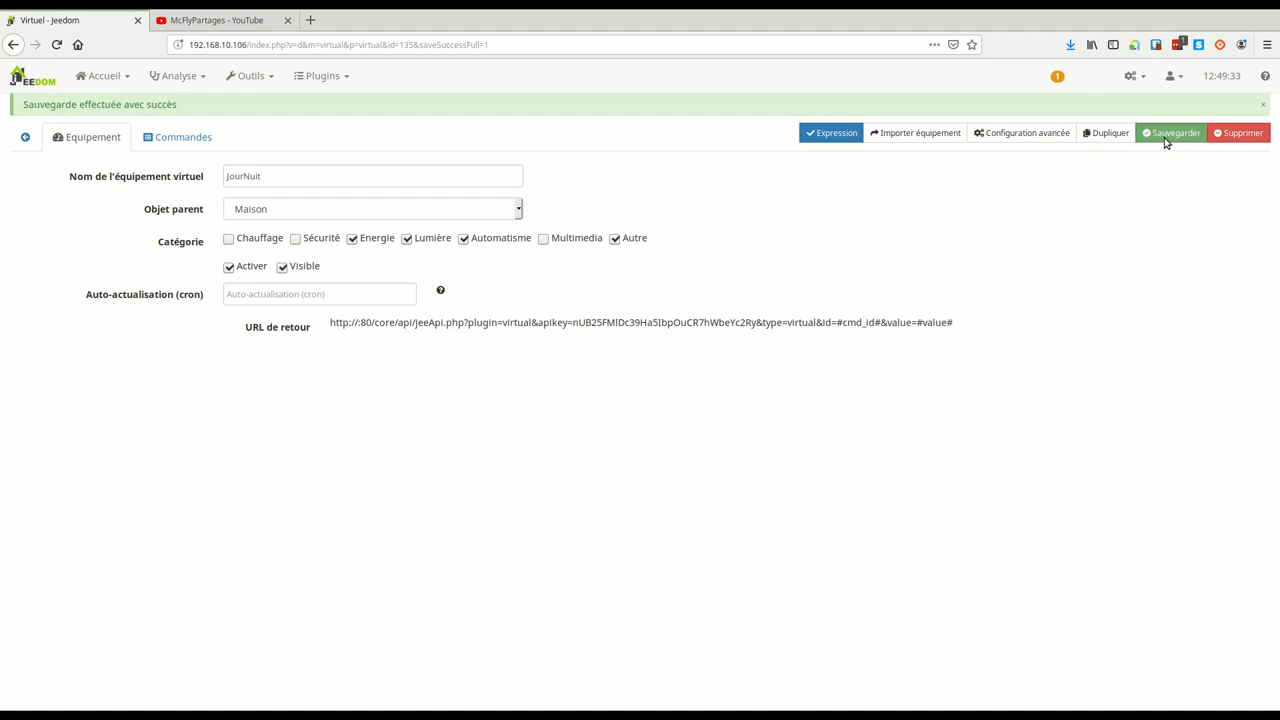 Virtuel - Jeedom
McFlyPartages - YouTube
192.168.10.106/index.php?v=d&m=virtual&p=virtual&id=135&saveSuccessFull=1
1
JEEDOM
Accueil
Analyse
Outils
Plugins
1
12:49:33
Sauvegarde effectuée avec succès
×
Equipement
Commandes
Expression
Importer équipement
Configuration avancée
Dupliquer
Sauvegarder
Supprimer
Nom de l'équipement virtuel
JourNuit
Objet parent
Maison
Catégorie
Chauffage Sécurité Energie Lumière Automatisme Multimedia Autre
Activer Visible
Auto-actualisation (cron)
Auto-actualisation (cron)
URL de retour
http://:80/core/api/jeeApi.php?plugin=virtual&apikey=nUB25FMlDc39Ha5IbpOuCR7hWbeYc2Ry&type=virtual&id=#cmd_id#&value=#value#